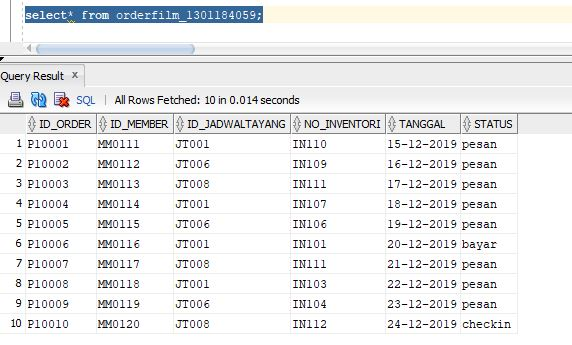 select* from orderfilm_1301184059;
Query Result x
SQL | All Rows Fetched: 10 in 0.014 seconds
ID_ORDER ID_MEMBER ID_JADWALTAYANG NO_INVENTORI TANGGAL STATUS
1 P10001 MM0111 JT001 IN110 15-12-2019 pesan
2 P10002 MM0112 JT006 IN109 16-12-2019 pesan
3 P10003 MM0113 JT008 IN111 17-12-2019 pesan
4 P10004 MM0114 JT001 IN107 18-12-2019 pesan
5 P10005 MM0115 JT006 IN106 19-12-2019 pesan
6 P10006 MM0116 JT001 IN101 20-12-2019 bayar
7 P10007 MM0117 JT008 IN111 21-12-2019 pesan
8 P10008 MM0118 JT001 IN103 22-12-2019 pesan
9 P10009 MM0119 JT006 IN104 23-12-2019 pesan
10 P10010 MM0120 JT008 IN112 24-12-2019 checkin